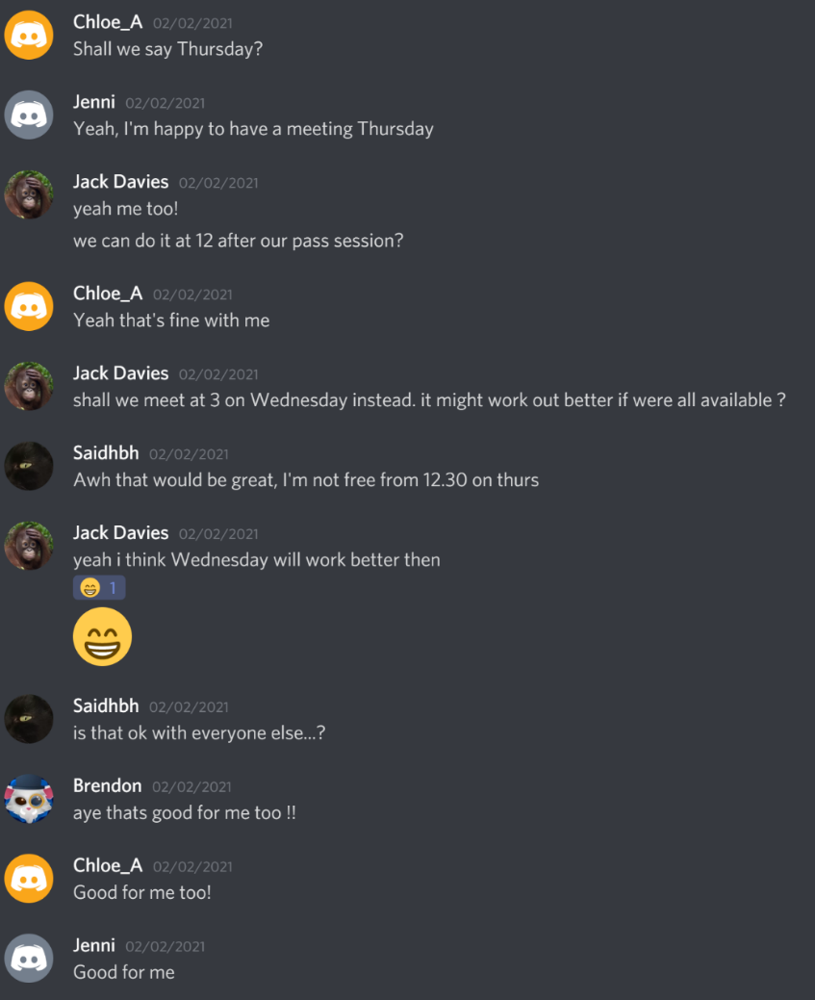 Chloe_A 02/02/2021
Shall we say Thursday?
Jenni 02/02/2021
Yeah, I'm happy to have a meeting Thursday
Jack Davies 02/02/2021
yeah me too!
we can do it at 12 after our pass session?
Chloe_A 02/02/2021
Yeah that's fine with me
Jack Davies 02/02/2021
shall we meet at 3 on Wednesday instead. it might work out better if were all available ?
Saidhbh 02/02/2021
Awh that would be great, I'm not free from 12.30 on thurs
Jack Davies 02/02/2021
yeah i think Wednesday will work better then
😁 1
😁
Saidhbh 02/02/2021
is that ok with everyone else...?
Brendon 02/02/2021
aye thats good for me too !!
Chloe_A 02/02/2021
Good for me too!
Jenni 02/02/2021
Good for me